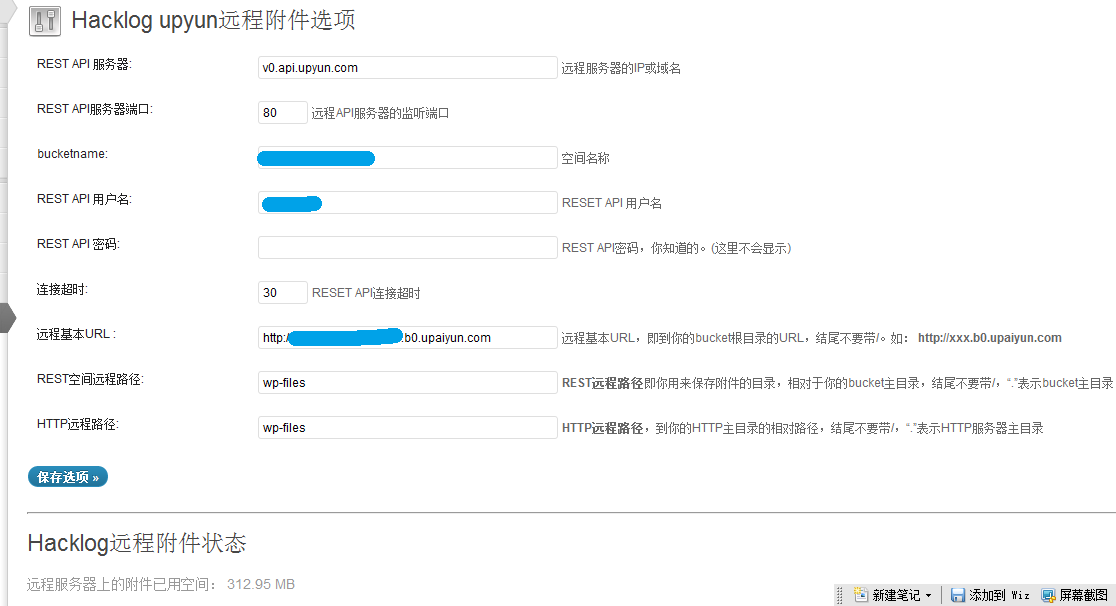 Hacklog upyun远程附件选项
REST API 服务器: v0.api.upyun.com 远程服务器的IP或域名
REST API服务器端口: 80 远程API服务器的监听端口
bucketname: 空间名称
REST API 用户名: RESET API 用户名
REST API 密码: REST API密码，你知道的。(这里不会显示)
连接超时: 30 RESET API连接超时
远程基本URL : http:/ .b0.upaiyun.com 远程基本URL，即到你的bucket根目录的URL，结尾不要带/。如： http://xxx.b0.upaiyun.com
REST空间远程路径: wp-files REST远程路径即你用来保存附件的目录，相对于你的bucket主目录，结尾不要带/，“.”表示bucket主目录
HTTP远程路径: wp-files HTTP远程路径，到你的HTTP主目录的相对路径，结尾不要带/，“.”表示HTTP服务器主目录
保存选项 »
Hacklog远程附件状态
远程服务器上的附件已用空间： 312.95 MB
新建笔记 添加到 Wiz 屏幕截图